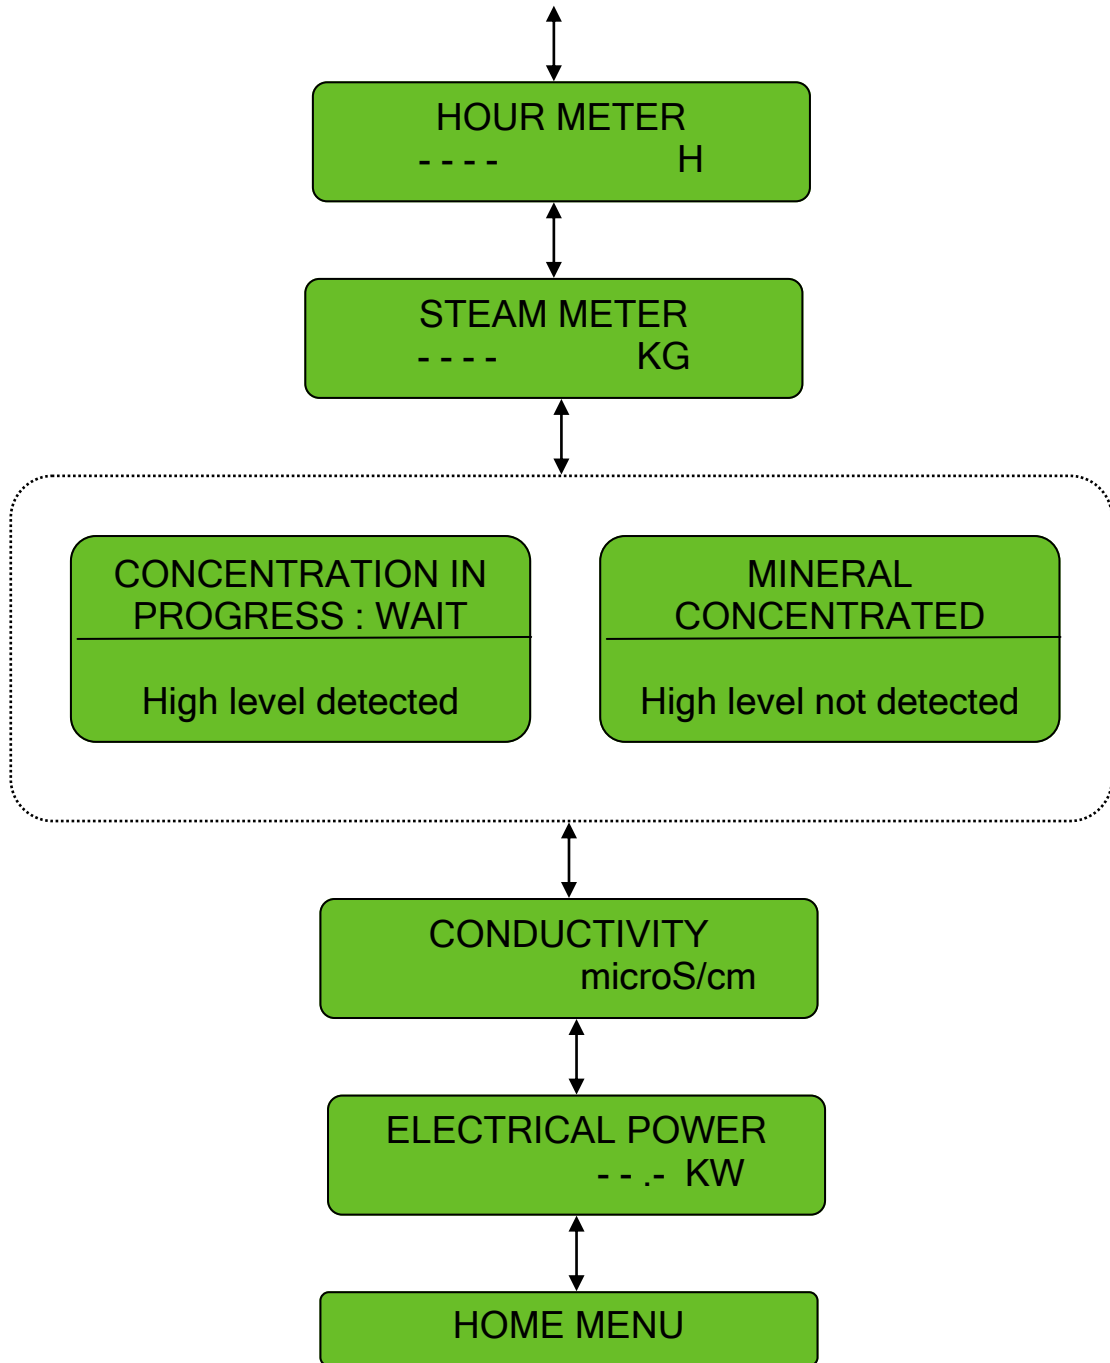 HOUR METER
- - - - H
STEAM METER
- - - - KG
CONCENTRATION IN
PROGRESS : WAIT
High level detected
MINERAL
CONCENTRATED
High level not detected
CONDUCTIVITY
microS/cm
ELECTRICAL POWER
- - .- KW
HOME MENU